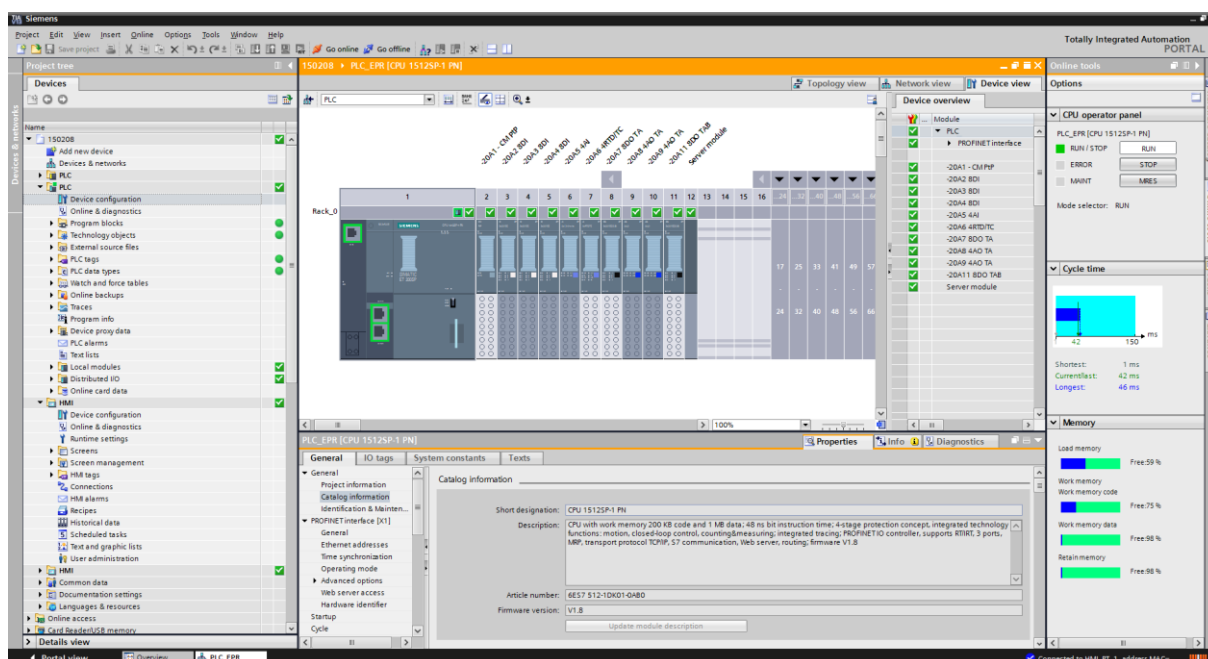 Siemens
Project Edit View Insert Online Options Tools Window Help
Save project Go online Go offline
Totally Integrated Automation
PORTAL
Project tree
150208 PLC_EPR [CPU 1512SP-1 PN]
Online tools
Devices
Topology view Network view Device view
Options
PLC
Device overview
Name
Module
CPU operator panel
PLC_EPR [CPU 1512SP-1 PN]
RUN / STOP RUN
ERROR STOP
MAINT MRES
Mode selector: RUN
Cycle time
42 150 ms
Shortest: 1 ms
Current/last: 42 ms
Longest: 46 ms
Memory
Load memory
Free:59 %
Work memory
Work memory code
Free:75 %
Work memory data
Free:98 %
Retain memory
Free:98 %
Devices & networks
150208
Add new device
Devices & networks
PLC
PLC
Device configuration
Online & diagnostics
Program blocks
Technology objects
External source files
PLC tags
PLC data types
Watch and force tables
Online backups
Traces
Program info
Device proxy data
PLC alarms
Text lists
Local modules
Distributed I/O
Online card data
HMI
Device configuration
Online & diagnostics
Runtime settings
Screens
Screen management
HMI tags
Connections
HMI alarms
Recipes
Historical data
Scheduled tasks
Text and graphic lists
User administration
HMI
Common data
Documentation settings
Languages & resources
Online access
Card Reader/USB memory
Details view
-20A1 - CM PtP
-20A2 8DI
-20A3 8DI
-20A4 8DI
-20A5 4AI
-20A6 4RTD/TC
-20A7 8DO TA
-20A8 4AO TA
-20A9 4AO TA
-20A11 8DO TAB
Server module
1 2 3 4 5 6 7 8 9 10 11 12 13 14 15 16
Rack_0
SIEMENS
17 25 33 41 49 57
24 32 40 48 56 66
PLC
PROFINET interface
-20A1 - CM PtP
-20A2 8DI
-20A3 8DI
-20A4 8DI
-20A5 4AI
-20A6 4RTD/TC
-20A7 8DO TA
-20A8 4AO TA
-20A9 4AO TA
-20A11 8DO TAB
Server module
100%
PLC_EPR [CPU 1512SP-1 PN]
Properties Info Diagnostics
General IO tags System constants Texts
General
Project information
Catalog information
Identification & Mainten...
PROFINET interface [X1]
General
Ethernet addresses
Time synchronization
Operating mode
Advanced options
Web server access
Hardware identifier
Startup
Cycle
Catalog information
Short designation: CPU 1512SP-1 PN
Description: CPU with work memory 200 KB code and 1 MB data; 48 ns bit instruction time; 4-stage protection concept, integrated technology
functions: motion, closed-loop control, counting&measuring; integrated tracing; PROFINET IO controller, supports RT/IRT, 3 ports,
MRP, transport protocol TCP/IP, S7 communication, Web server, routing; firmware V1.8
Article number: 6ES7 512-1DK01-0AB0
Firmware version: V1.8
Update module description
Portal view Overview PLC_EPR